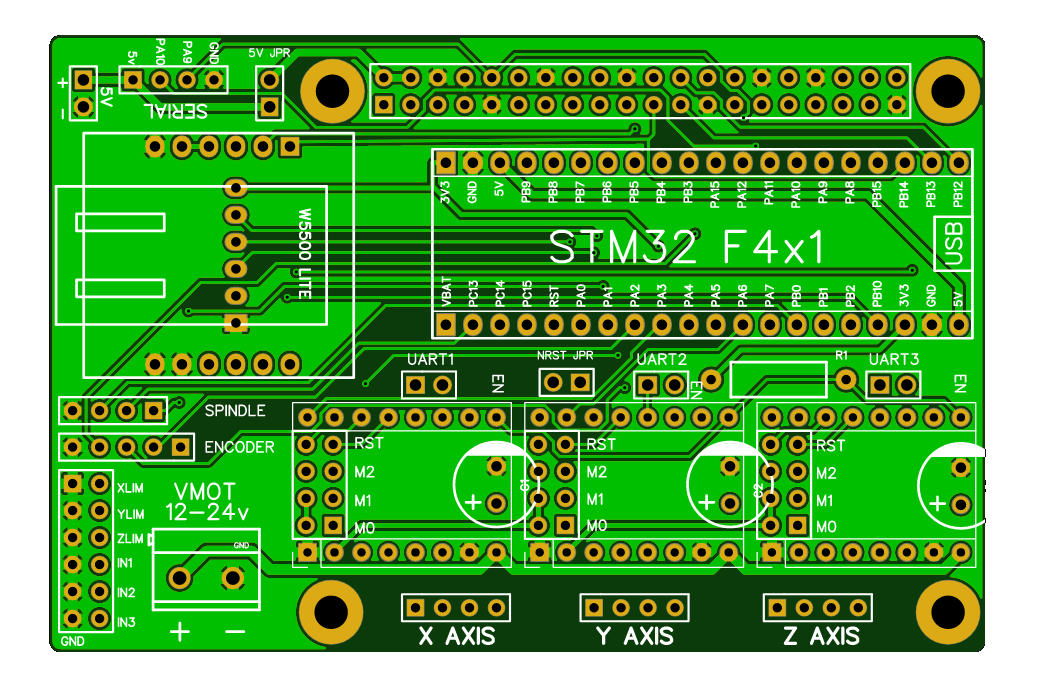 5v PA10 PA9 GND
5V JPR
+
-
5V
SERIAL
3V3 GND 5V PB9 PB8 PB7 PB6 PB5 PB4 PB3 PA15 PA12 PA11 PA10 PA9 PA8 PB15 PB14 PB13 PB12
W5500 LITE
STM32 F4x1
USB
VBAT PC13 PC14 PC15 RST PA0 PA1 PA2 PA3 PA4 PA5 PA6 PA7 PB0 PB1 PB2 PB10 3V3 GND 5V
UART1
NRST JPR
UART2
R1
UART3
EN
EN
EN
SPINDLE
ENCODER
RST
M2
M1
M0
+
C1
RST
M2
M1
M0
+
C2
RST
M2
M1
M0
+
XLIM
YLIM
ZLIM
IN1
IN2
IN3
GND
VMOT
12-24v
GND
+ -
X AXIS
Y AXIS
Z AXIS